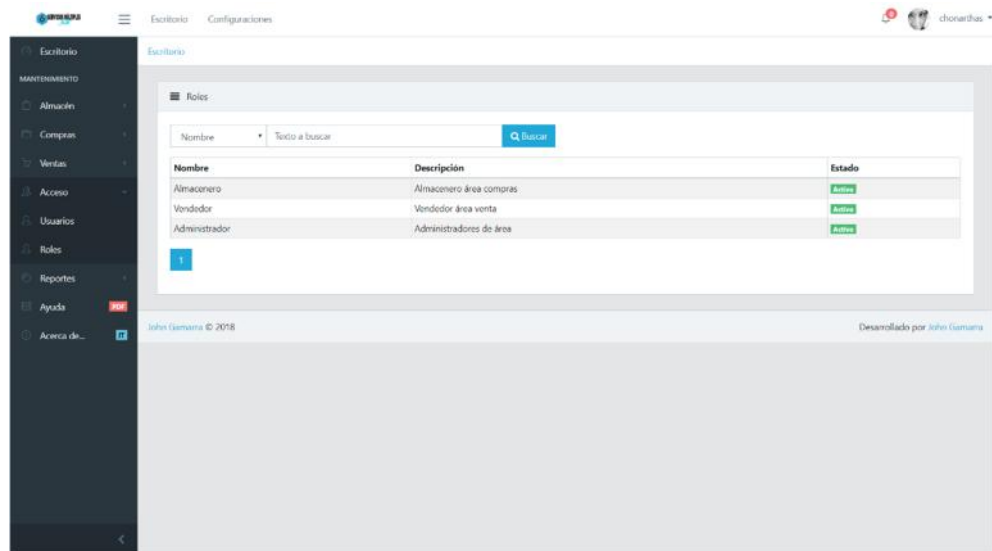 Escritorio Configuraciones
0 chonarthas
Escritorio
MANTENIMIENTO
Almacén
Compras
Ventas
Acceso
Usuarios
Roles
Reportes
Ayuda PDF
Acerca de... IT
Escritorio
Roles
Nombre Texto a buscar Buscar
Nombre Descripción Estado
Almacenero Almacenero área compras Activo
Vendedor Vendedor área venta Activo
Administrador Administradores de área Activo
1
John Gamarra © 2018 Desarrollado por John Gamarra